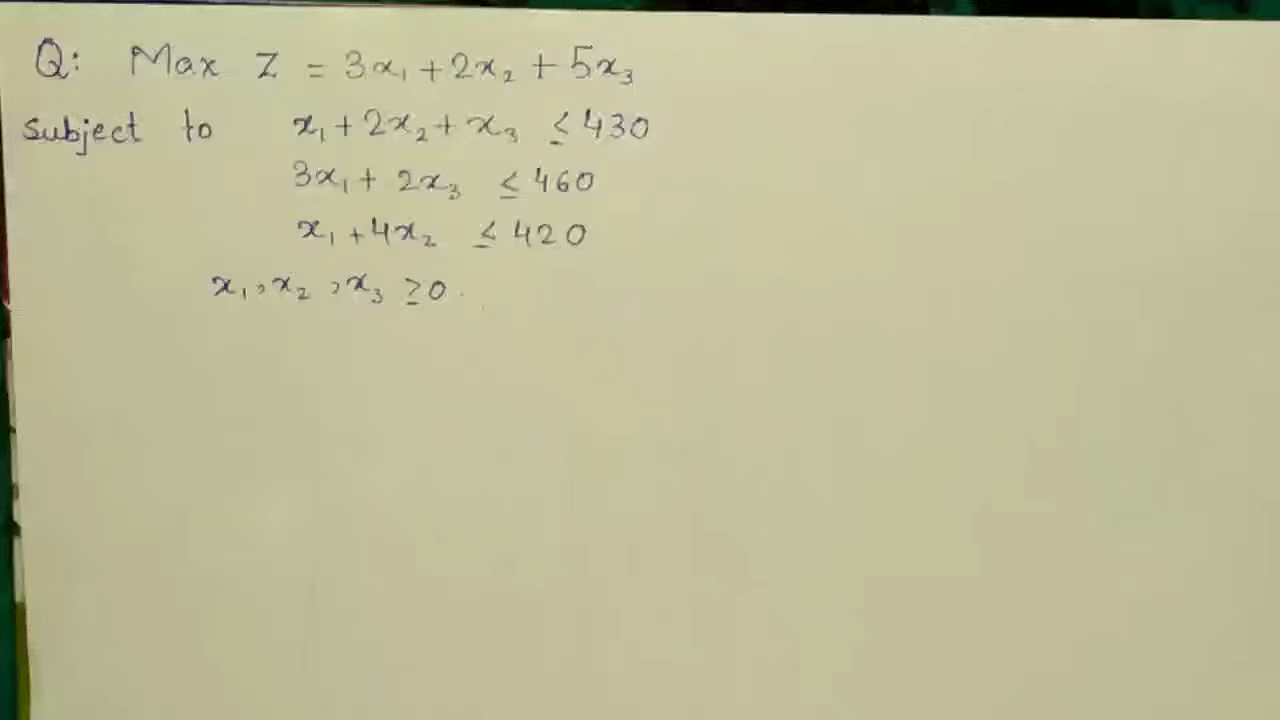 Q: Max Z = 3x₁ + 2x₂ + 5x₃
subject to x₁ + 2x₂ + x₃ ≤ 430
3x₁ + 2x₃ ≤ 460
x₁ + 4x₂ ≤ 420
x₁, x₂, x₃ ≥ 0.